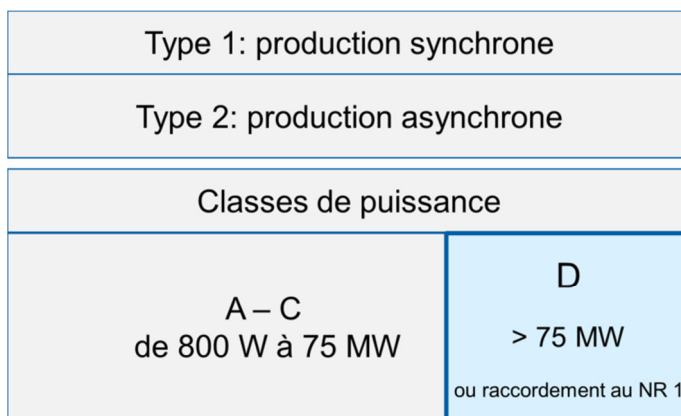 Type 1: production synchrone
Type 2: production asynchrone
Classes de puissance
A – C
de 800 W à 75 MW
D
> 75 MW
ou raccordement au NR 1